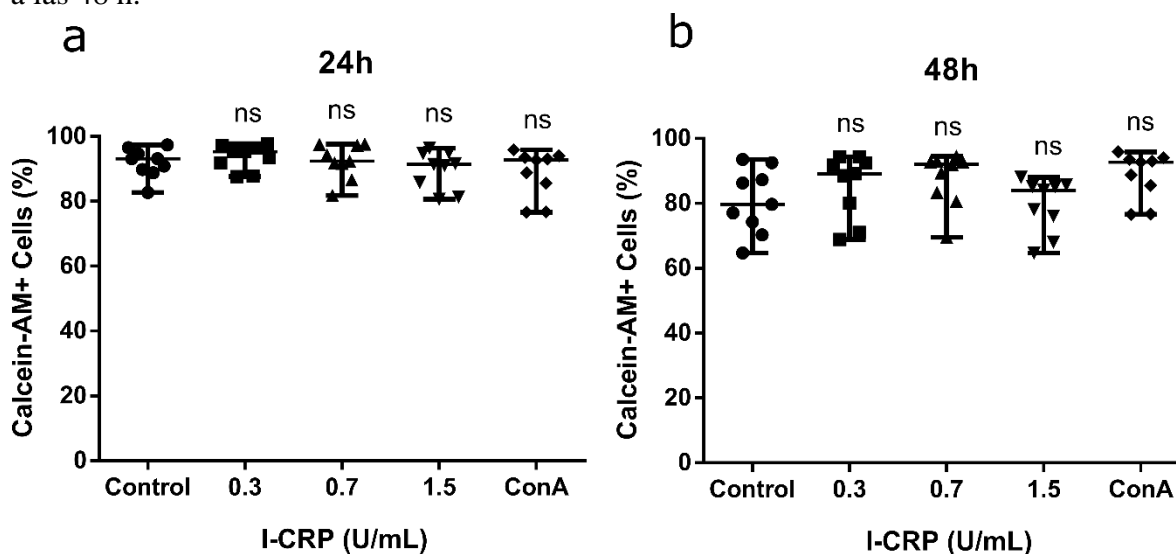 a las 48 h.
a
24h
ns ns ns ns
Calcein-AM+ Cells (%)
100
80
60
40
20
0
Control 0.3 0.7 1.5 ConA
I-CRP (U/mL)
b
48h
ns ns ns ns
Calcein-AM+ Cells (%)
100
80
60
40
20
0
Control 0.3 0.7 1.5 ConA
I-CRP (U/mL)